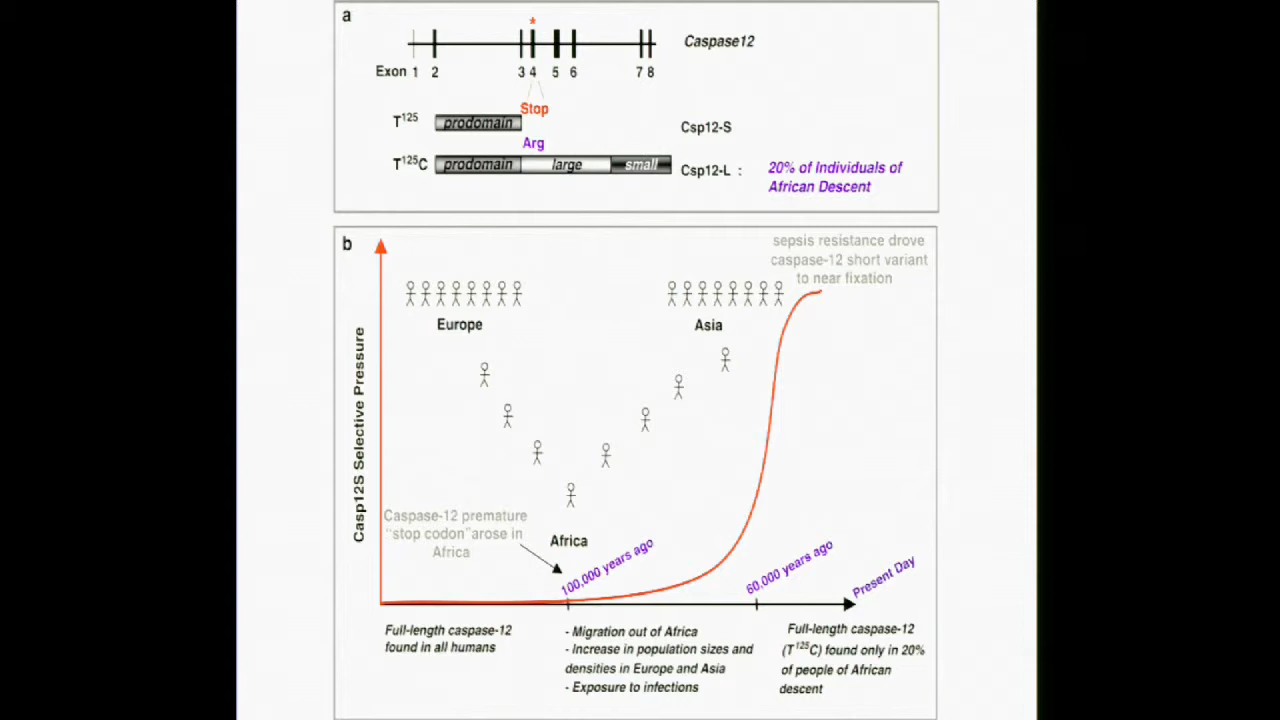 a
*
Caspase12
Exon 1 2 3 4 5 6 7 8
Stop
T125 prodomain Csp12-S
Arg
T125C prodomain large small Csp12-L : 20% of Individuals of
African Descent
b
sepsis resistance drove
caspase-12 short variant
to near fixation
Europe
Asia
Casp12S Selective Pressure
Caspase-12 premature
"stop codon"arose in
Africa
Africa
100,000 years ago
60,000 years ago
Present Day
Full-length caspase-12
found in all humans
- Migration out of Africa
- Increase in population sizes and
densities in Europe and Asia
- Exposure to infections
Full-length caspase-12
(T125C) found only in 20%
of people of African
descent